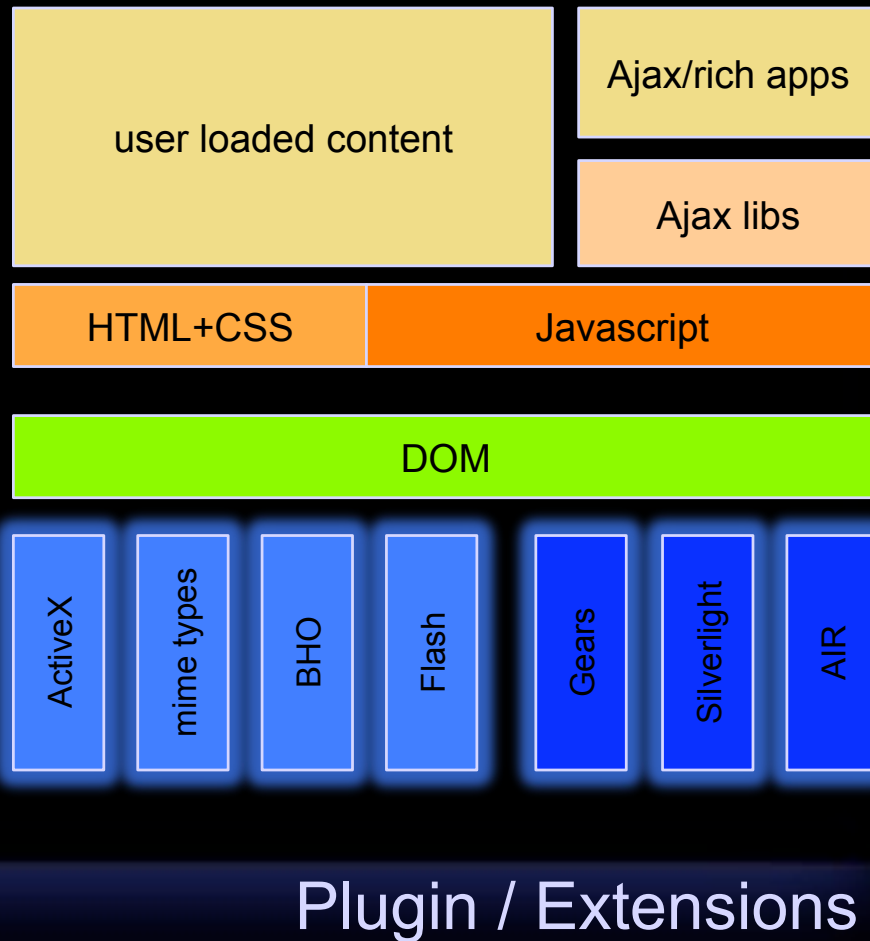 user loaded content
Ajax/rich apps
Ajax libs
HTML+CSS
Javascript
DOM
ActiveX
mime types
BHO
Flash
Gears
Silverlight
AIR
Plugin / Extensions